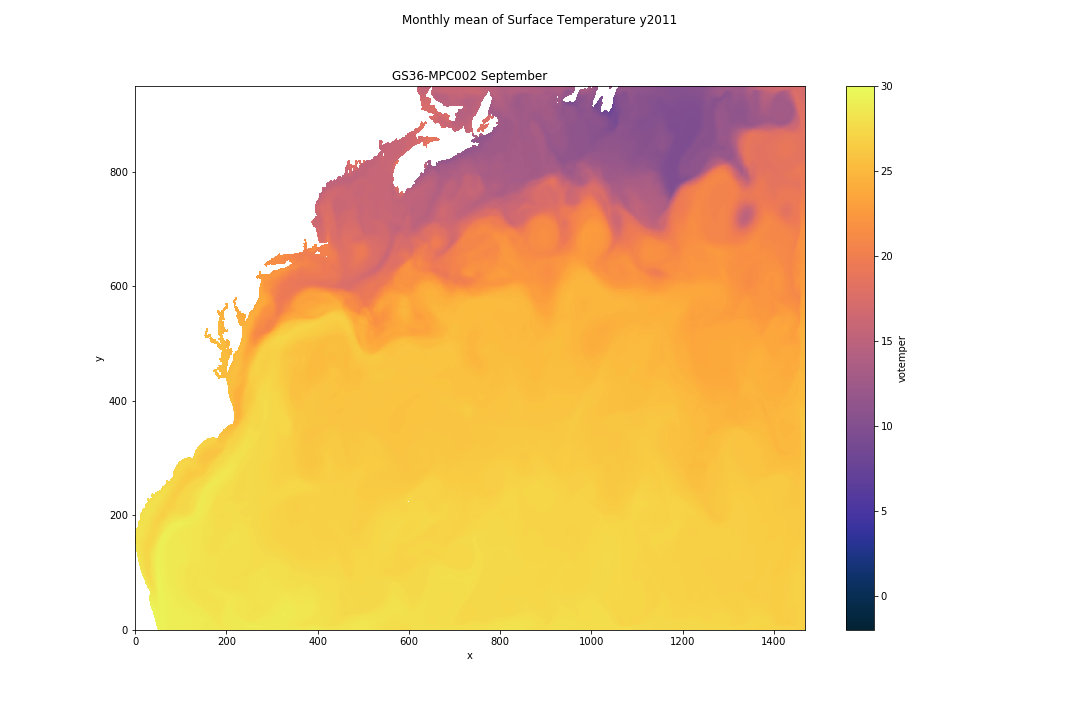 Monthly mean of Surface Temperature y2011
GS36-MPC002 September
30
25
20
15
10
5
0
votemper
800
600
400
200
0
y
0 200 400 600 800 1000 1200 1400
x